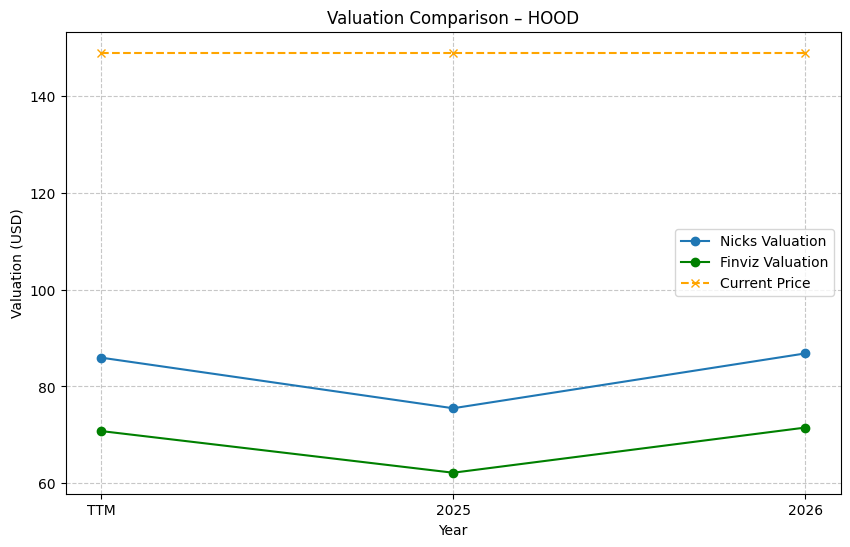 Valuation Comparison – HOOD
Valuation (USD)
140
120
100
80
60
Nicks Valuation
Finviz Valuation
Current Price
TTM 2025 2026
Year